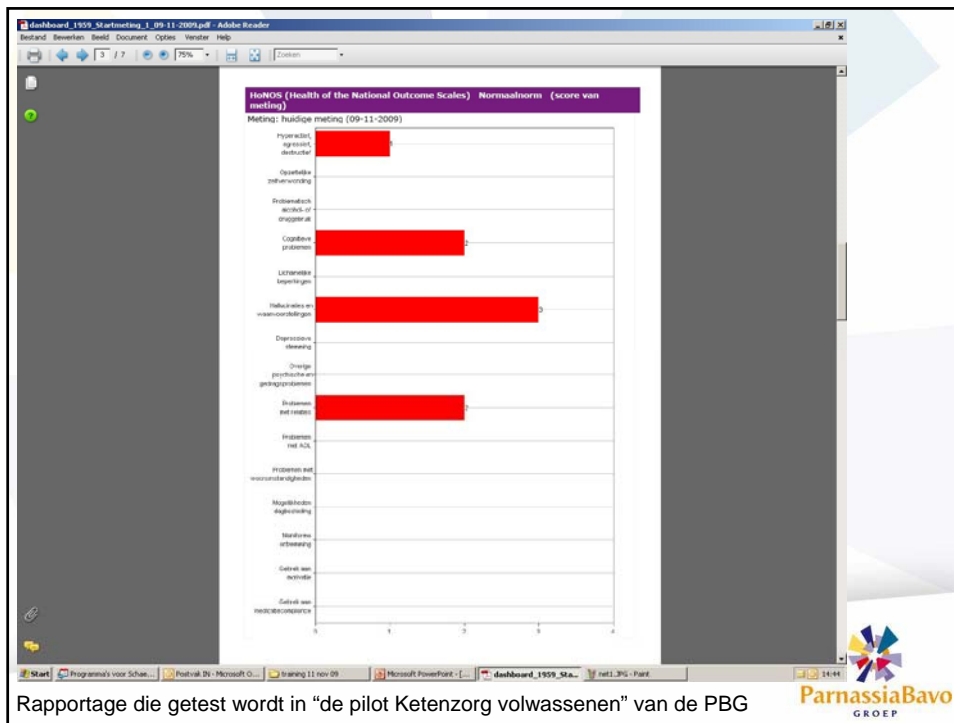 dashboard_1959_Startmeting_1_09-11-2009.pdf - Adobe Reader
Bestand Bewerken Beeld Document Opties Venster Help
3 / 7 75% Zoeken
HoNOS (Health of the National Outcome Scales) Normaalnorm (score van
meting)
Meting: huidige meting (09-11-2009)
Hyperactief,
agressief,
destructief
1
Opzettelijke
zelfverwonding
Problematisch
alcohol- of
druggebruik
Cognitieve
problemen
2
Lichamelijke
beperkingen
Hallucinaties en
waanvoorstellingen
3
Depressieve
stemming
Overige
psychische en
gedragsproblemen
Problemen
met relaties
2
Problemen
met ADL
Problemen met
woonomstandigheden
Mogelijkheden
dagbesteding
Maniforme
ontremming
Gebrek aan
motivatie
Gebrek aan
medicatiecompliance
0 1 2 3 4
Start Programma's voor Schae... Postvak IN - Microsoft O... training 11 nov 09 Microsoft PowerPoint - [... dashboard_1959_Sta... net1.JPG - Paint 14:44
Rapportage die getest wordt in “de pilot Ketenzorg volwassenen” van de PBG
ParnassiaBavo
GROEP